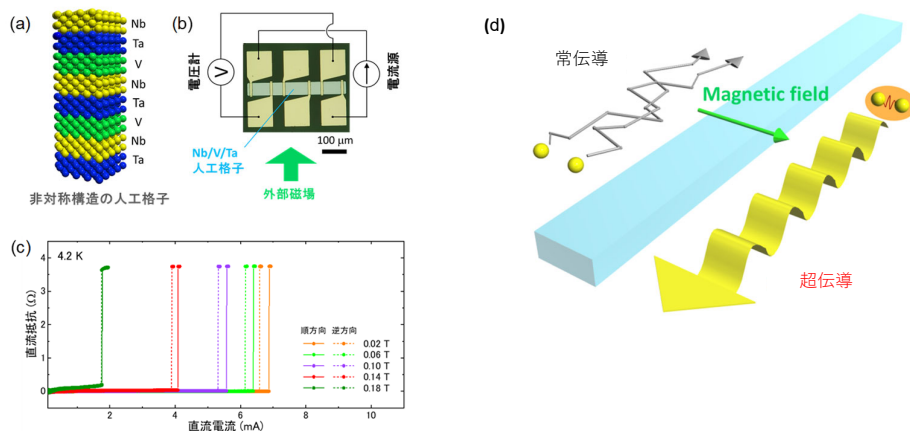 (a)
Nb
Ta
V
Nb
Ta
V
Nb
Ta
非対称構造の人工格子
(b)
電圧計
V
電流源
Nb/V/Ta
人工格子
100 μm
外部磁場
(c)
4.2 K
直流抵抗 (Ω)
4
3
2
1
0
2
4
6
8
10
直流電流 (mA)
順方向 逆方向
0.02 T
0.06 T
0.10 T
0.14 T
0.18 T
(d)
常伝導
Magnetic field
超伝導